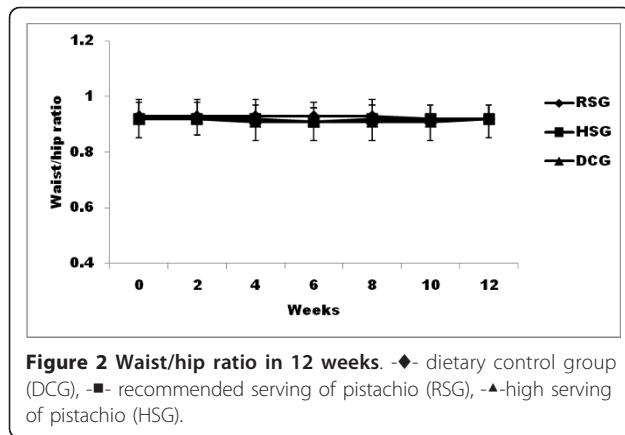 1.2
1
0.8
0.6
0.4
Waist/hip ratio
0 2 4 6 8 10 12
Weeks
RSG
HSG
DCG
Figure 2 Waist/hip ratio in 12 weeks. -◆- dietary control group
(DCG), -■- recommended serving of pistachio (RSG), -▲-high serving
of pistachio (HSG).